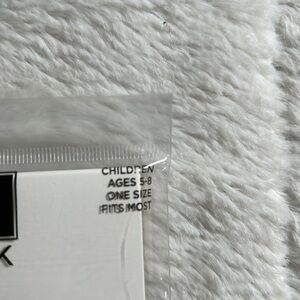 CHILDREN
AGES 5-8
ONE SIZE
FITS MOST
K